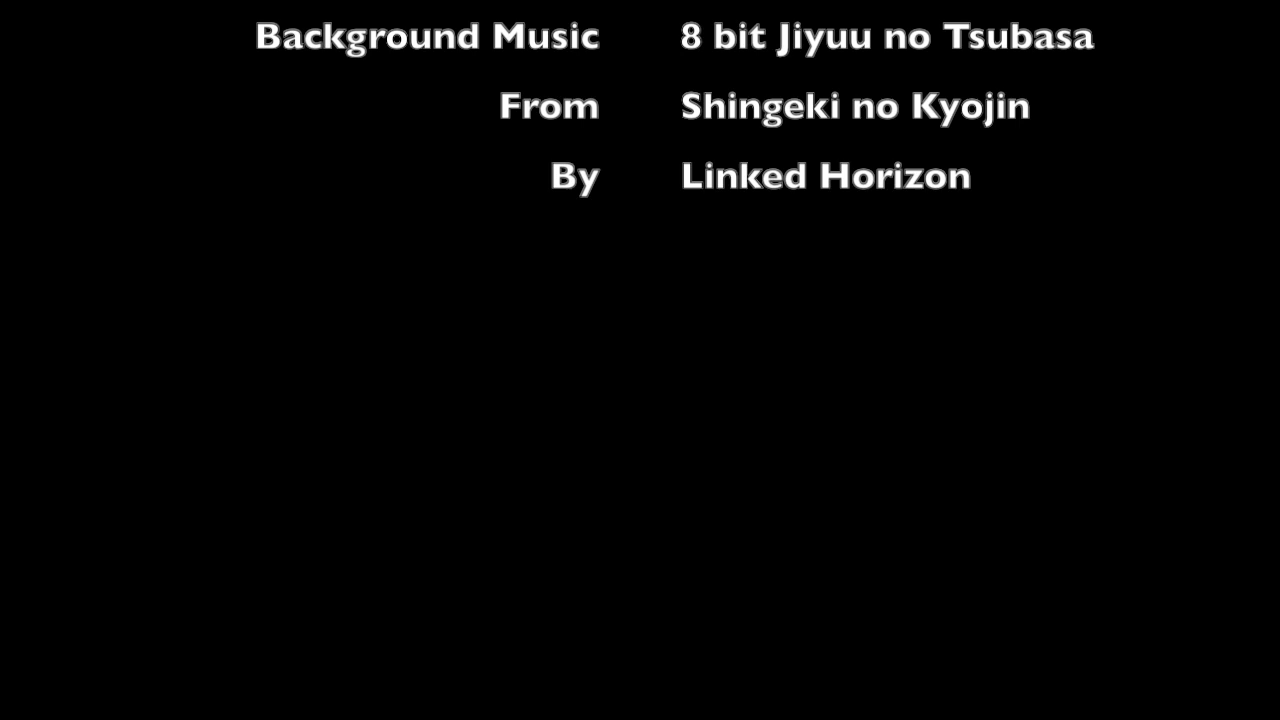 Background Music 8 bit Jiyuu no Tsubasa
From Shingeki no Kyojin
By Linked Horizon